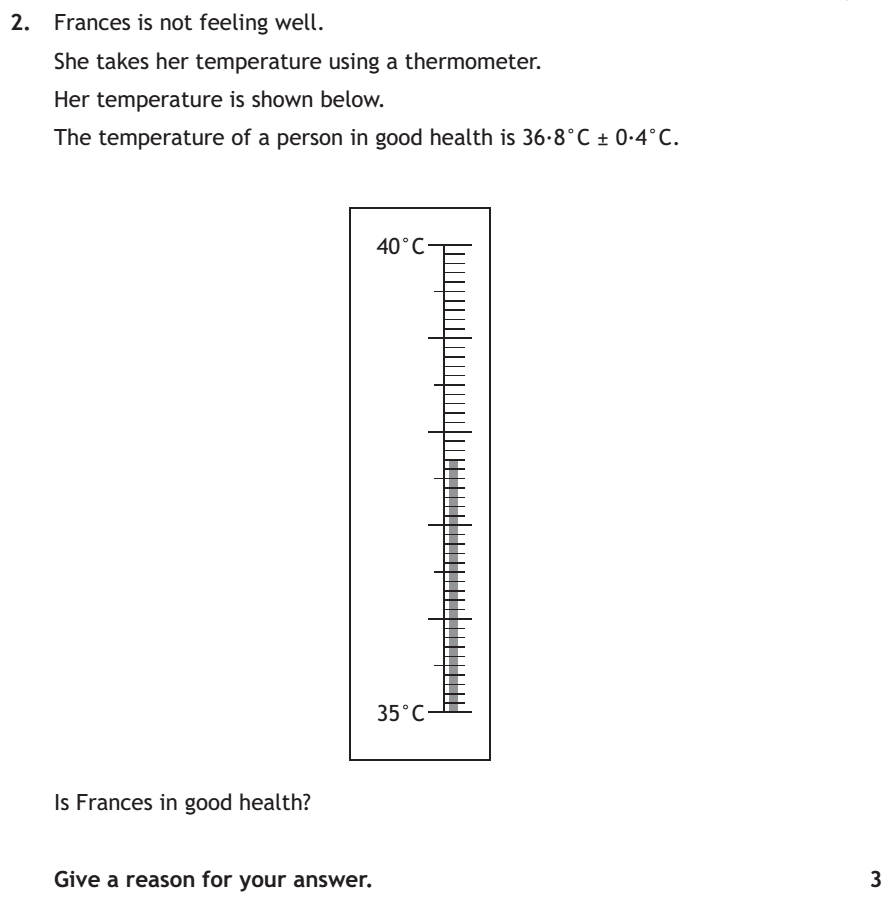 2. Frances is not feeling well.
She takes her temperature using a thermometer.
Her temperature is shown below.
The temperature of a person in good health is 36·8°C ± 0·4°C.
40°C
35°C
Is Frances in good health?
Give a reason for your answer. 3